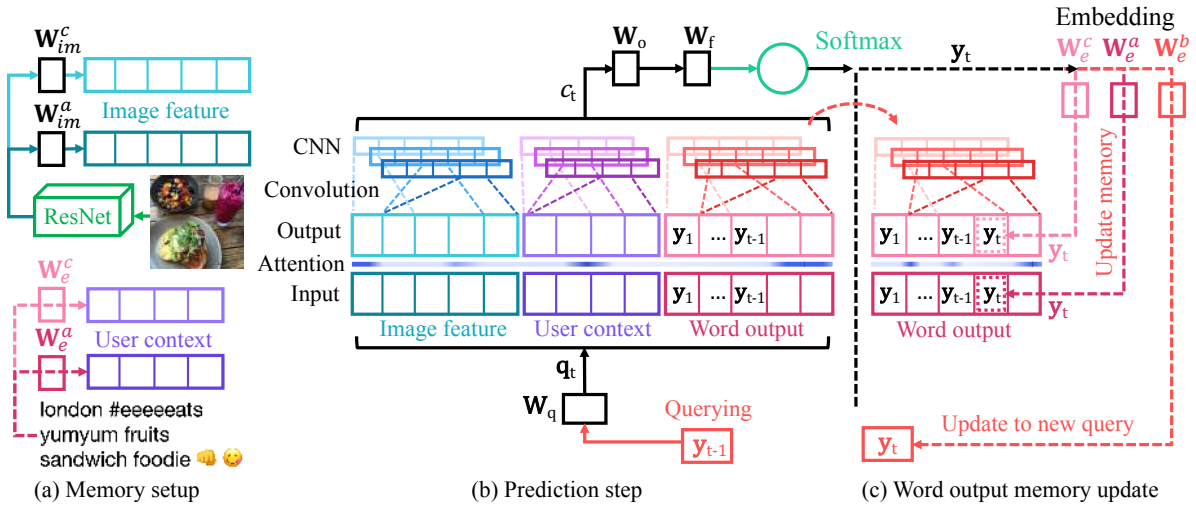 W_im^c
Image feature
W_im^a
ResNet
W_e^c
User context
W_e^a
london #eeeeeats
yumyum fruits
sandwich foodie 👊 😋
(a) Memory setup
W_o W_f Softmax
c_t
CNN
Convolution
Output y_1 ... y_t-1
Attention
Input y_1 ... y_t-1
Image feature User context Word output
q_t
W_q Querying
y_t-1
(b) Prediction step
Embedding
y_t W_e^c W_e^a W_e^b
Update memory
y_1 ... y_t-1 y_t
y_t
y_1 ... y_t-1 y_t
y_t
Word output
Update to new query
y_t
(c) Word output memory update